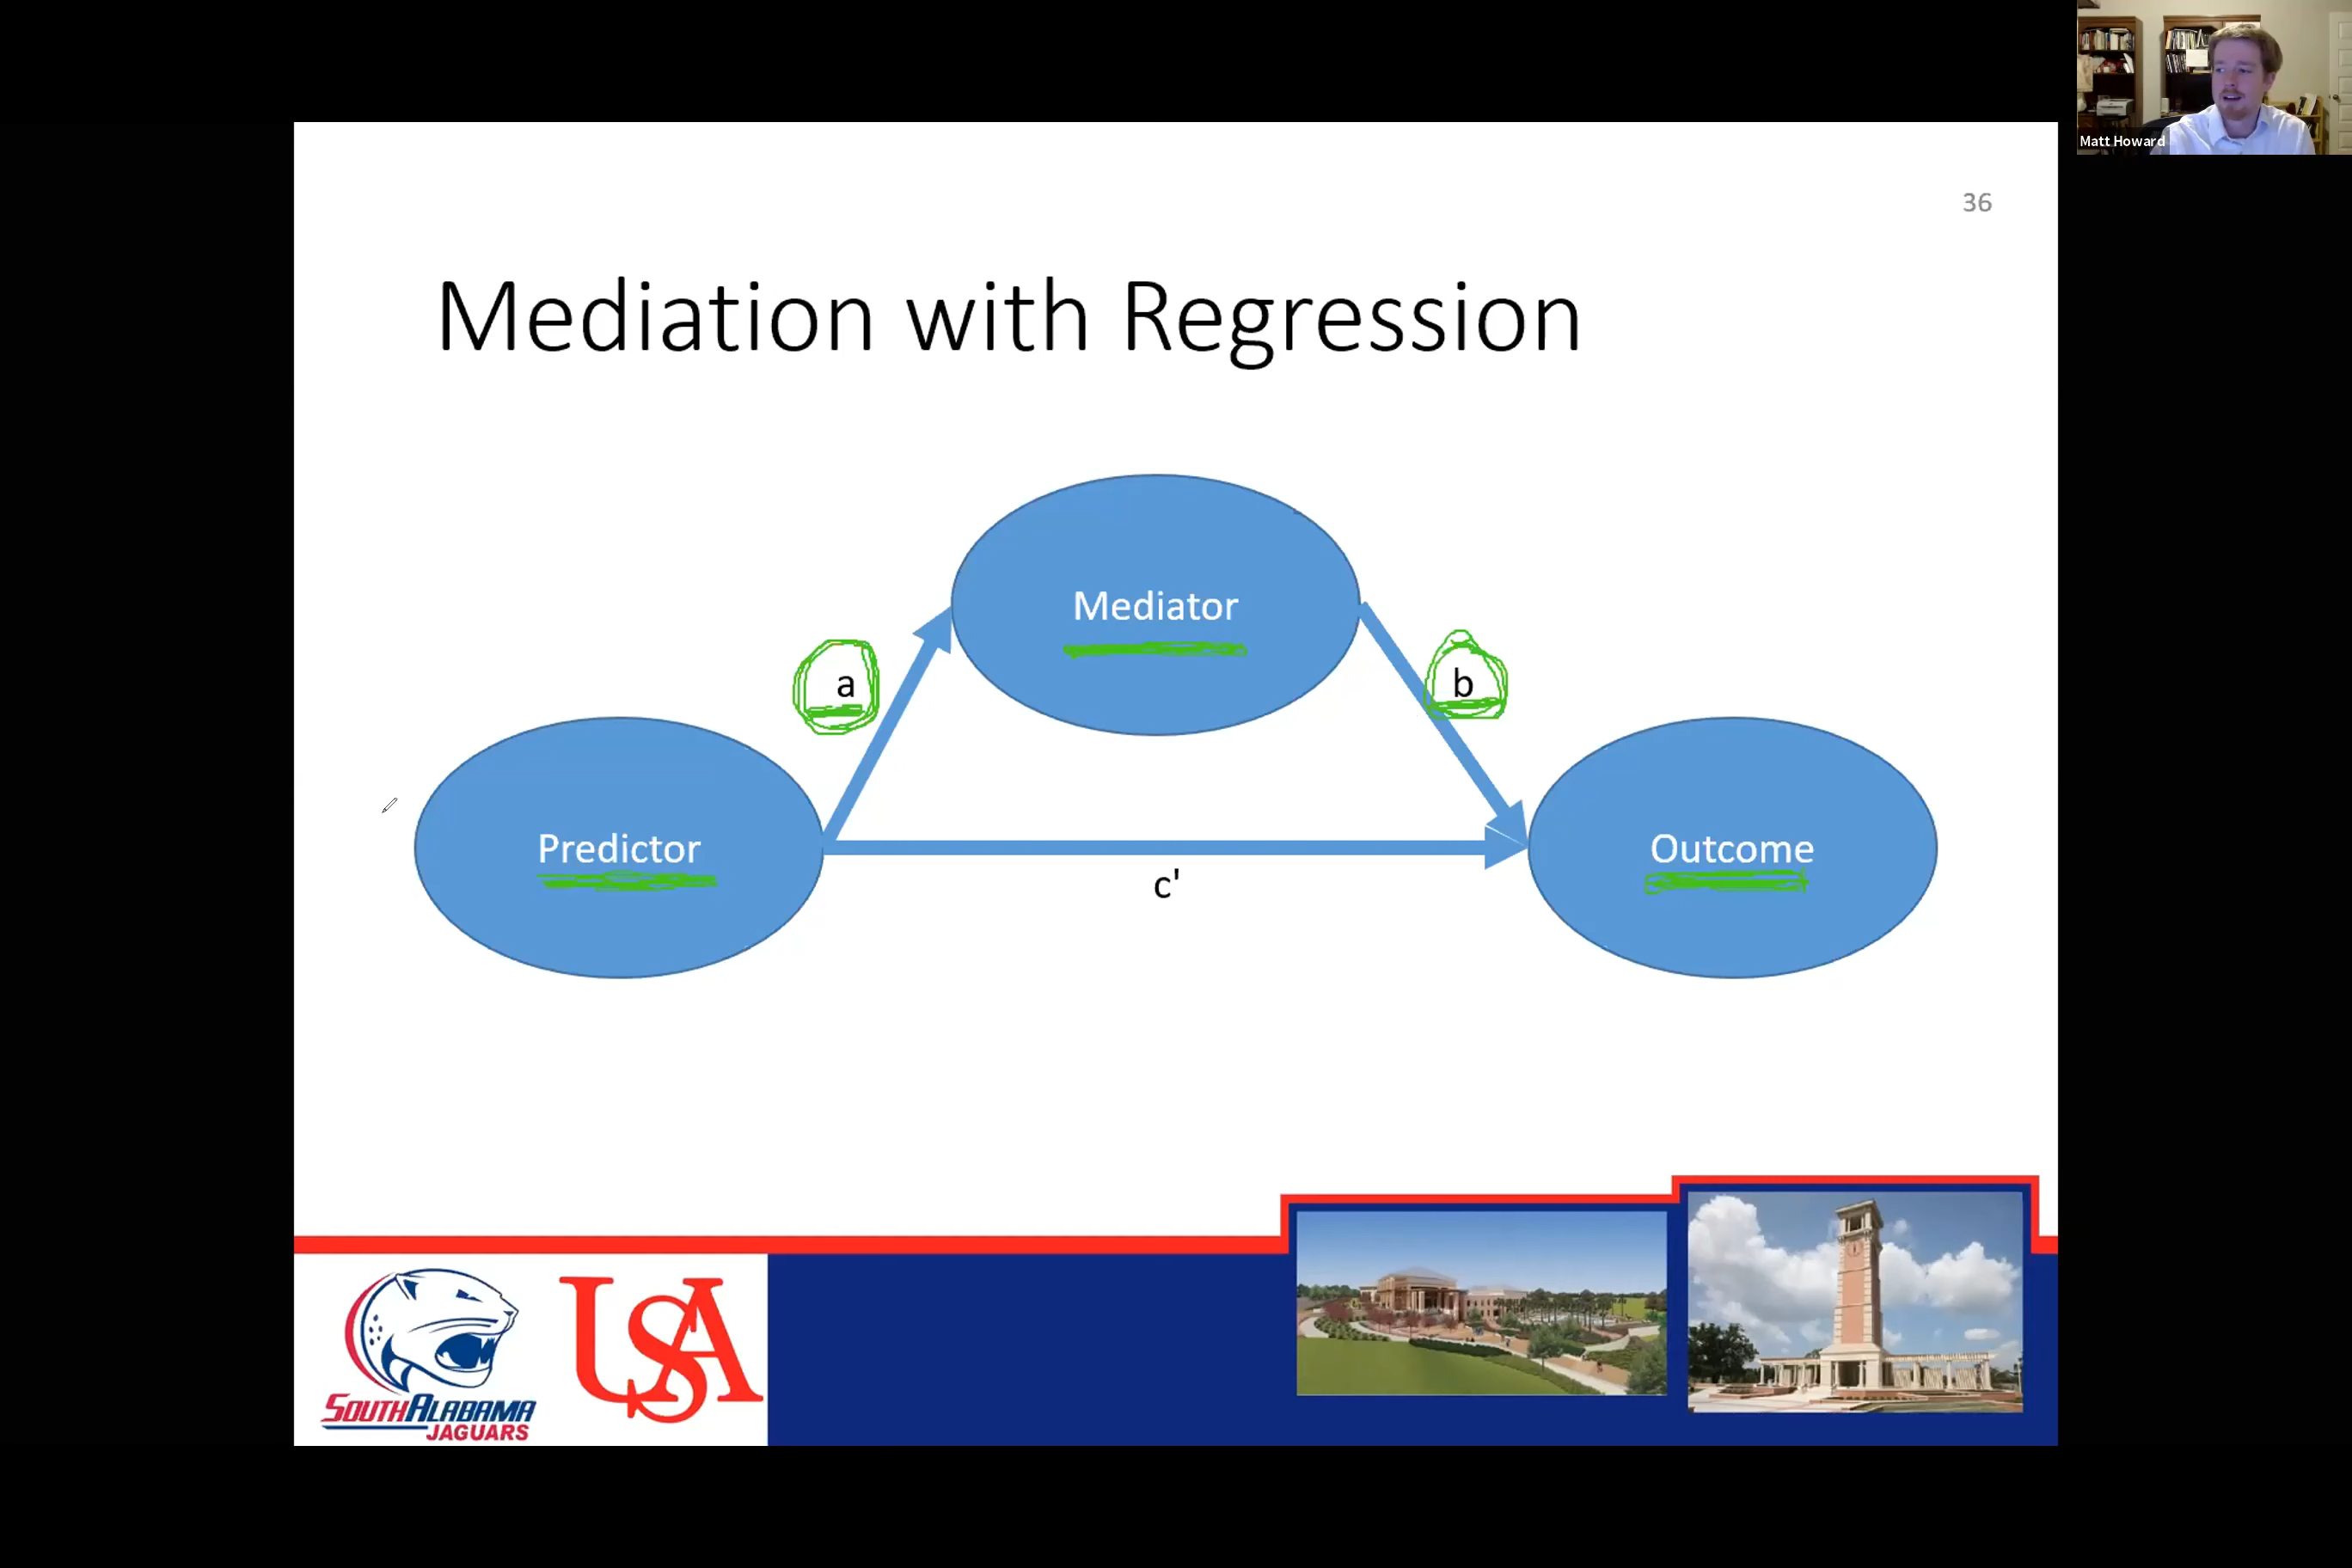 Matt Howard
36
Mediation with Regression
Mediator
a
b
Predictor
Outcome
c'
SOUTH ALABAMA
JAGUARS
USA